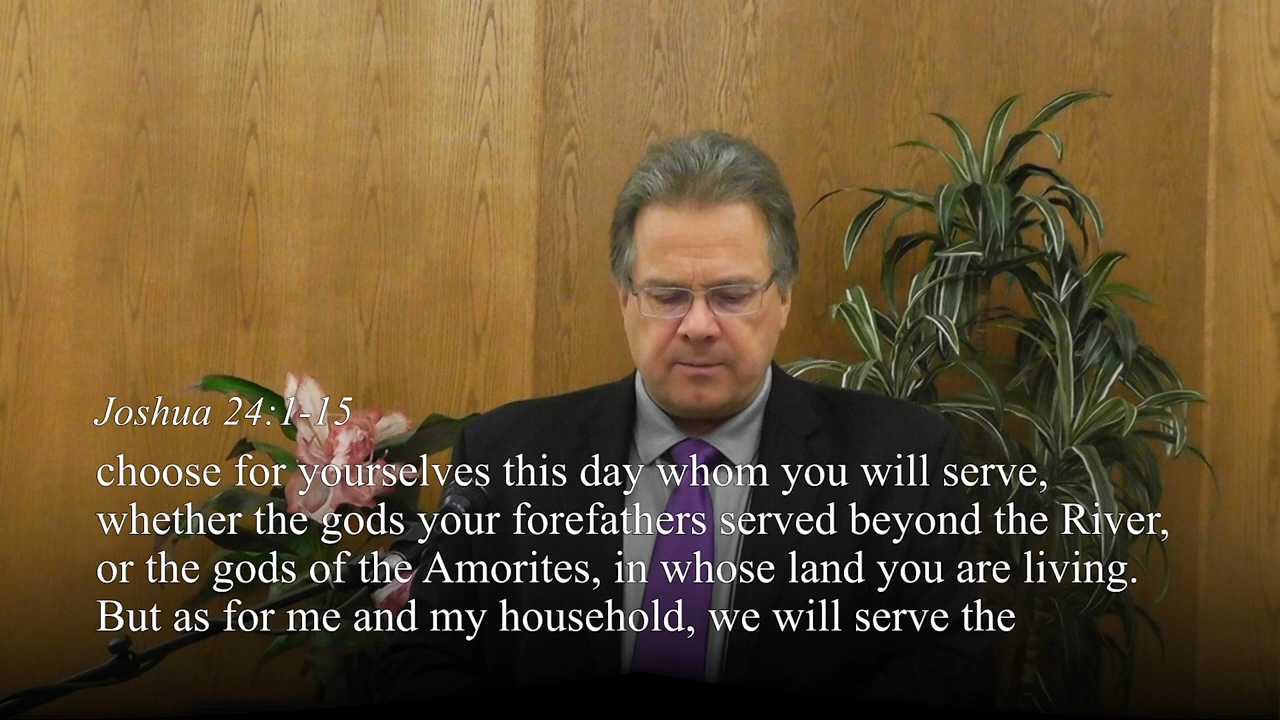 Joshua 24:1-15
choose for yourselves this day whom you will serve,
whether the gods your forefathers served beyond the River,
or the gods of the Amorites, in whose land you are living.
But as for me and my household, we will serve the